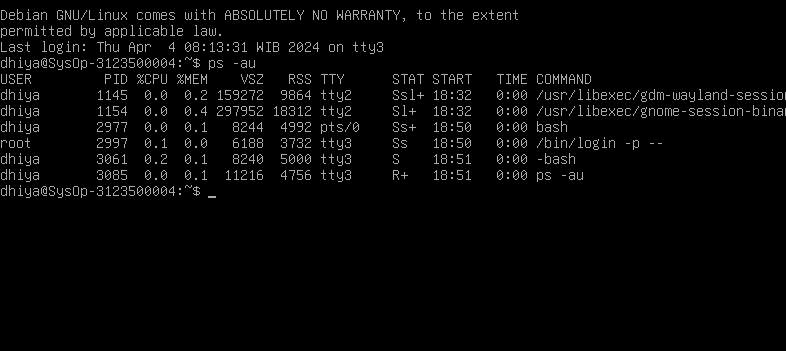 Debian GNU/Linux comes with ABSOLUTELY NO WARRANTY, to the extent
permitted by applicable law.
Last login: Thu Apr  4 08:13:31 WIB 2024 on tty3
dhiya@SysOp-3123500004:~$ ps -au
USER         PID %CPU %MEM    VSZ   RSS TTY      STAT START   TIME COMMAND
dhiya       1145  0.0  0.2 159272  9864 tty2     Ssl+ 18:32   0:00 /usr/libexec/gdm-wayland-session
dhiya       1154  0.0  0.4 297952 18312 tty2     Sl+  18:32   0:00 /usr/libexec/gnome-session-bina
dhiya       2977  0.0  0.1   8244  4992 pts/0    Ss+  18:50   0:00 bash
root        2997  0.1  0.0   6188  3732 tty3     Ss   18:50   0:00 /bin/login -p --
dhiya       3061  0.2  0.1   8240  5000 tty3     S    18:51   0:00 -bash
dhiya       3085  0.0  0.1  11216  4756 tty3     R+   18:51   0:00 ps -au
dhiya@SysOp-3123500004:~$ _